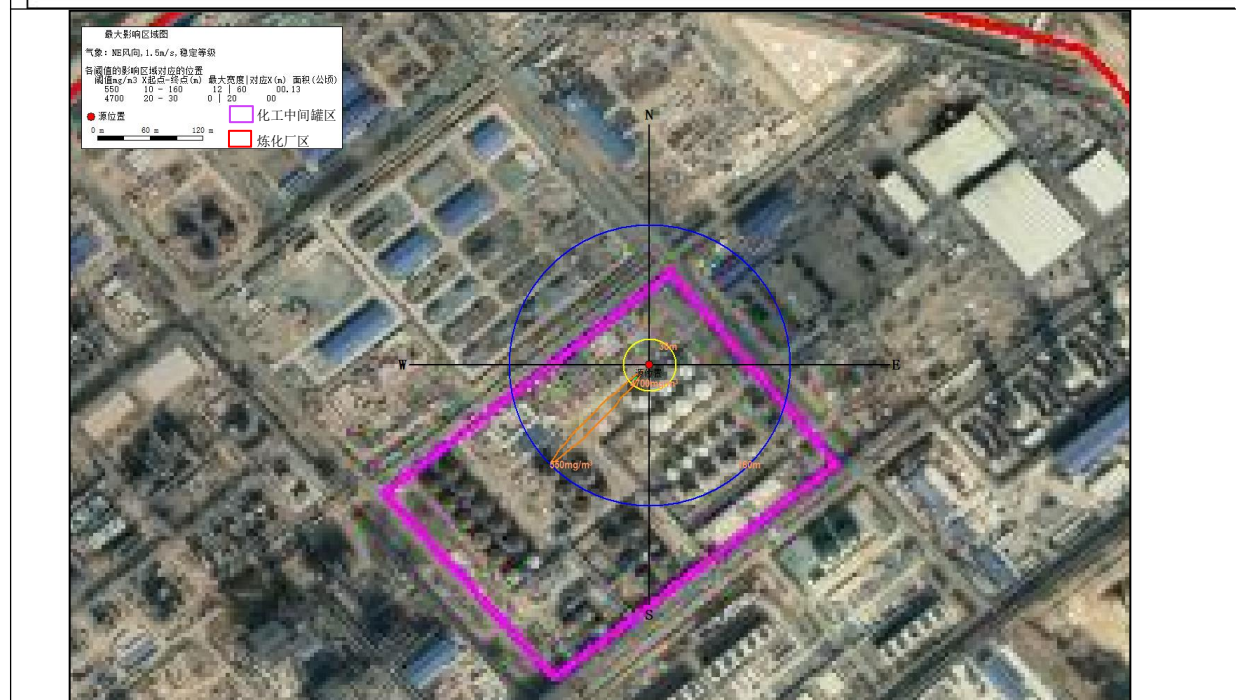 最大影响区域图
气象: NE风向,1.5m/s,稳定等级
各阈值的影响区域对应的位置
阈值mg/m3 X起点-终点(m) 最大宽度|对应X(m) 面积(公顷)
550 10 - 160 12 | 60 00.13
4700 20 - 30 0 | 20 00
源位置
化工中间罐区
0 m 60 m 120 m
炼化厂区
N
W
E
源位置
550mg/m
S